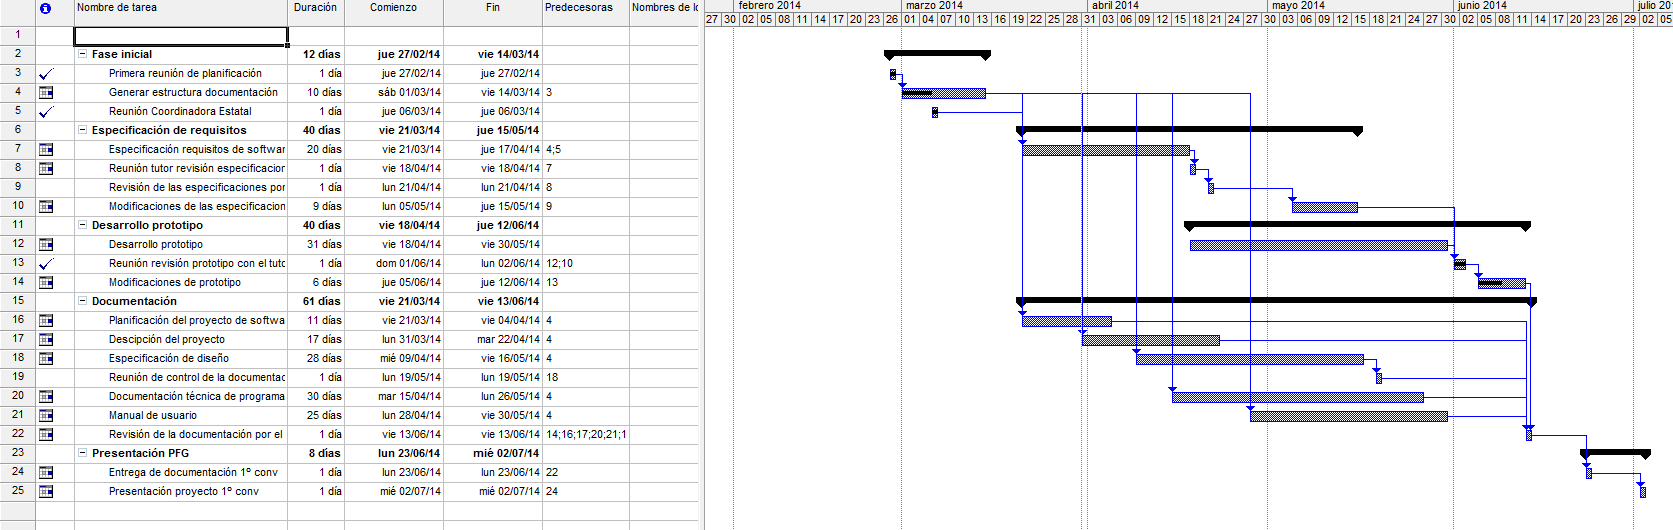 Nombre de tarea Duración Comienzo Fin Predecesoras Nombres de lo
febrero 2014 marzo 2014 abril 2014 mayo 2014 junio 2014 julio 20
27 30 02 05 08 11 14 17 20 23 26 01 04 07 10 13 16 19 22 25 28 31 03 06 09 12 15 18 21 24 27 30 03 06 09 12 15 18 21 24 27 30 02 05 08 11 14 17 20 23 26 29 02 05
1
2 Fase inicial 12 días jue 27/02/14 vie 14/03/14
3 Primera reunión de planificación 1 día jue 27/02/14 jue 27/02/14
4 Generar estructura documentación 10 días sáb 01/03/14 vie 14/03/14 3
5 Reunión Coordinadora Estatal 1 día jue 06/03/14 jue 06/03/14
6 Especificación de requisitos 40 días vie 21/03/14 jue 15/05/14
7 Especificación requisitos de softwar 20 días vie 21/03/14 jue 17/04/14 4;5
8 Reunión tutor revisión especificacior 1 día vie 18/04/14 vie 18/04/14 7
9 Revisión de las especificaciones por 1 día lun 21/04/14 lun 21/04/14 8
10 Modificaciones de las especificacion 9 días lun 05/05/14 jue 15/05/14 9
11 Desarrollo prototipo 40 días vie 18/04/14 jue 12/06/14
12 Desarrollo prototipo 31 días vie 18/04/14 vie 30/05/14
13 Reunión revisión prototipo con el tuto 1 día dom 01/06/14 lun 02/06/14 12;10
14 Modificaciones de prototipo 6 días jue 05/06/14 jue 12/06/14 13
15 Documentación 61 días vie 21/03/14 vie 13/06/14
16 Planificación del proyecto de softwa 11 días vie 21/03/14 vie 04/04/14 4
17 Descipción del proyecto 17 días lun 31/03/14 mar 22/04/14 4
18 Especificación de diseño 28 días mié 09/04/14 vie 16/05/14 4
19 Reunión de control de la documentac 1 día lun 19/05/14 lun 19/05/14 18
20 Documentación técnica de programa 30 días mar 15/04/14 lun 26/05/14 4
21 Manual de usuario 25 días lun 28/04/14 vie 30/05/14 4
22 Revisión de la documentación por el 1 día vie 13/06/14 vie 13/06/14 14;16;17;20;21;1
23 Presentación PFG 8 días lun 23/06/14 mié 02/07/14
24 Entrega de documentación 1º conv 1 día lun 23/06/14 lun 23/06/14 22
25 Presentación proyecto 1º conv 1 día mié 02/07/14 mié 02/07/14 24